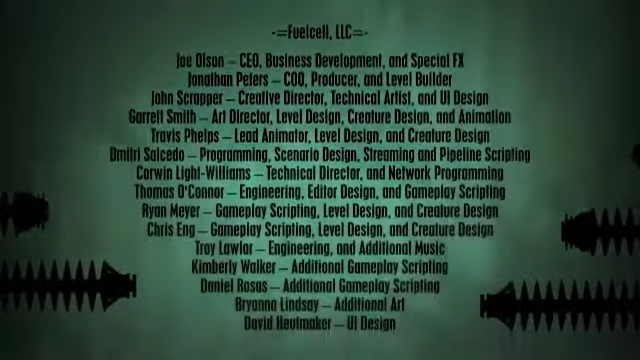 -=Fuelcell, LLC=-
Joe Olson – CEO, Business Development, and Special FX
Jonathan Peters – COO, Producer, and Level Builder
John Scrapper – Creative Director, Technical Artist, and UI Design
Garrett Smith – Art Director, Level Design, Creature Design, and Animation
Travis Phelps – Lead Animator, Level Design, and Creature Design
Dmitri Salcedo – Programming, Scenario Design, Streaming and Pipeline Scripting
Corwin Light-Williams – Technical Director, and Network Programming
Thomas O'Connor – Engineering, Editor Design, and Gameplay Scripting
Ryan Meyer – Gameplay Scripting, Level Design, and Creature Design
Chris Eng – Gameplay Scripting, Level Design, and Creature Design
Troy Lawlor – Engineering, and Additional Music
Kimberly Walker – Additional Gameplay Scripting
Daniel Rosas – Additional Gameplay Scripting
Bryanna Lindsay – Additional Art
David Heutmaker – UI Design